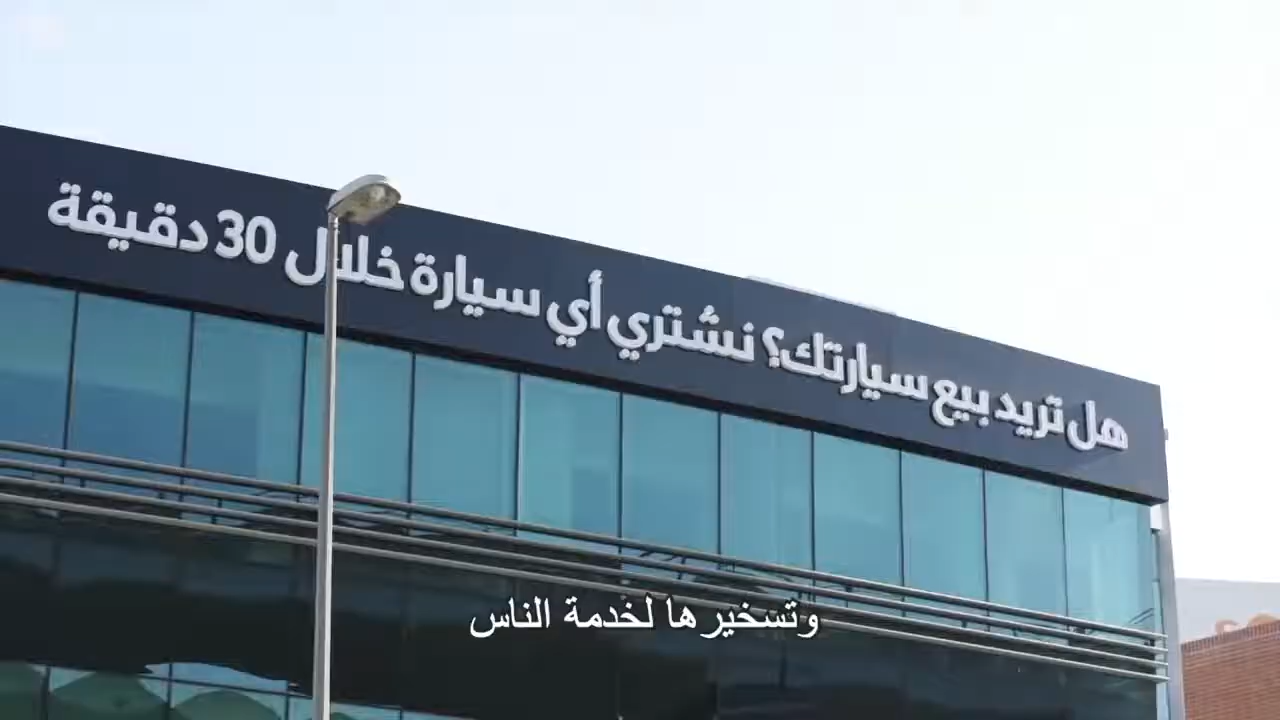 هل تريد بيع سيارتك؟ نشتري أي سيارة خلال 30 دقيقة
وتسخيرها لخدمة الناس